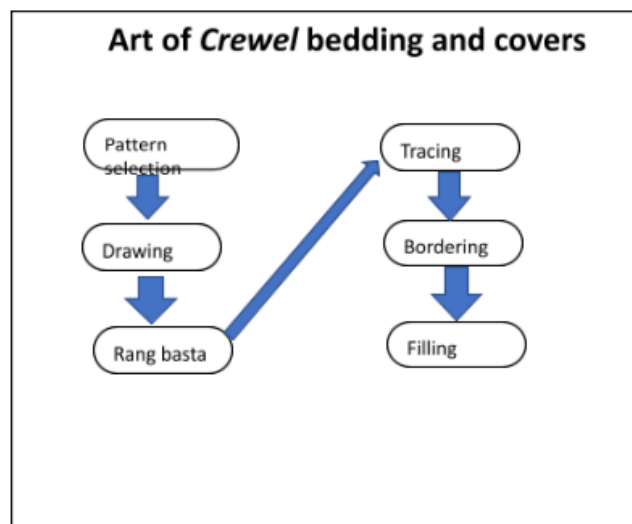 Art of Crewel bedding and covers
Pattern
selection
Drawing
Rang basta
Tracing
Bordering
Filling